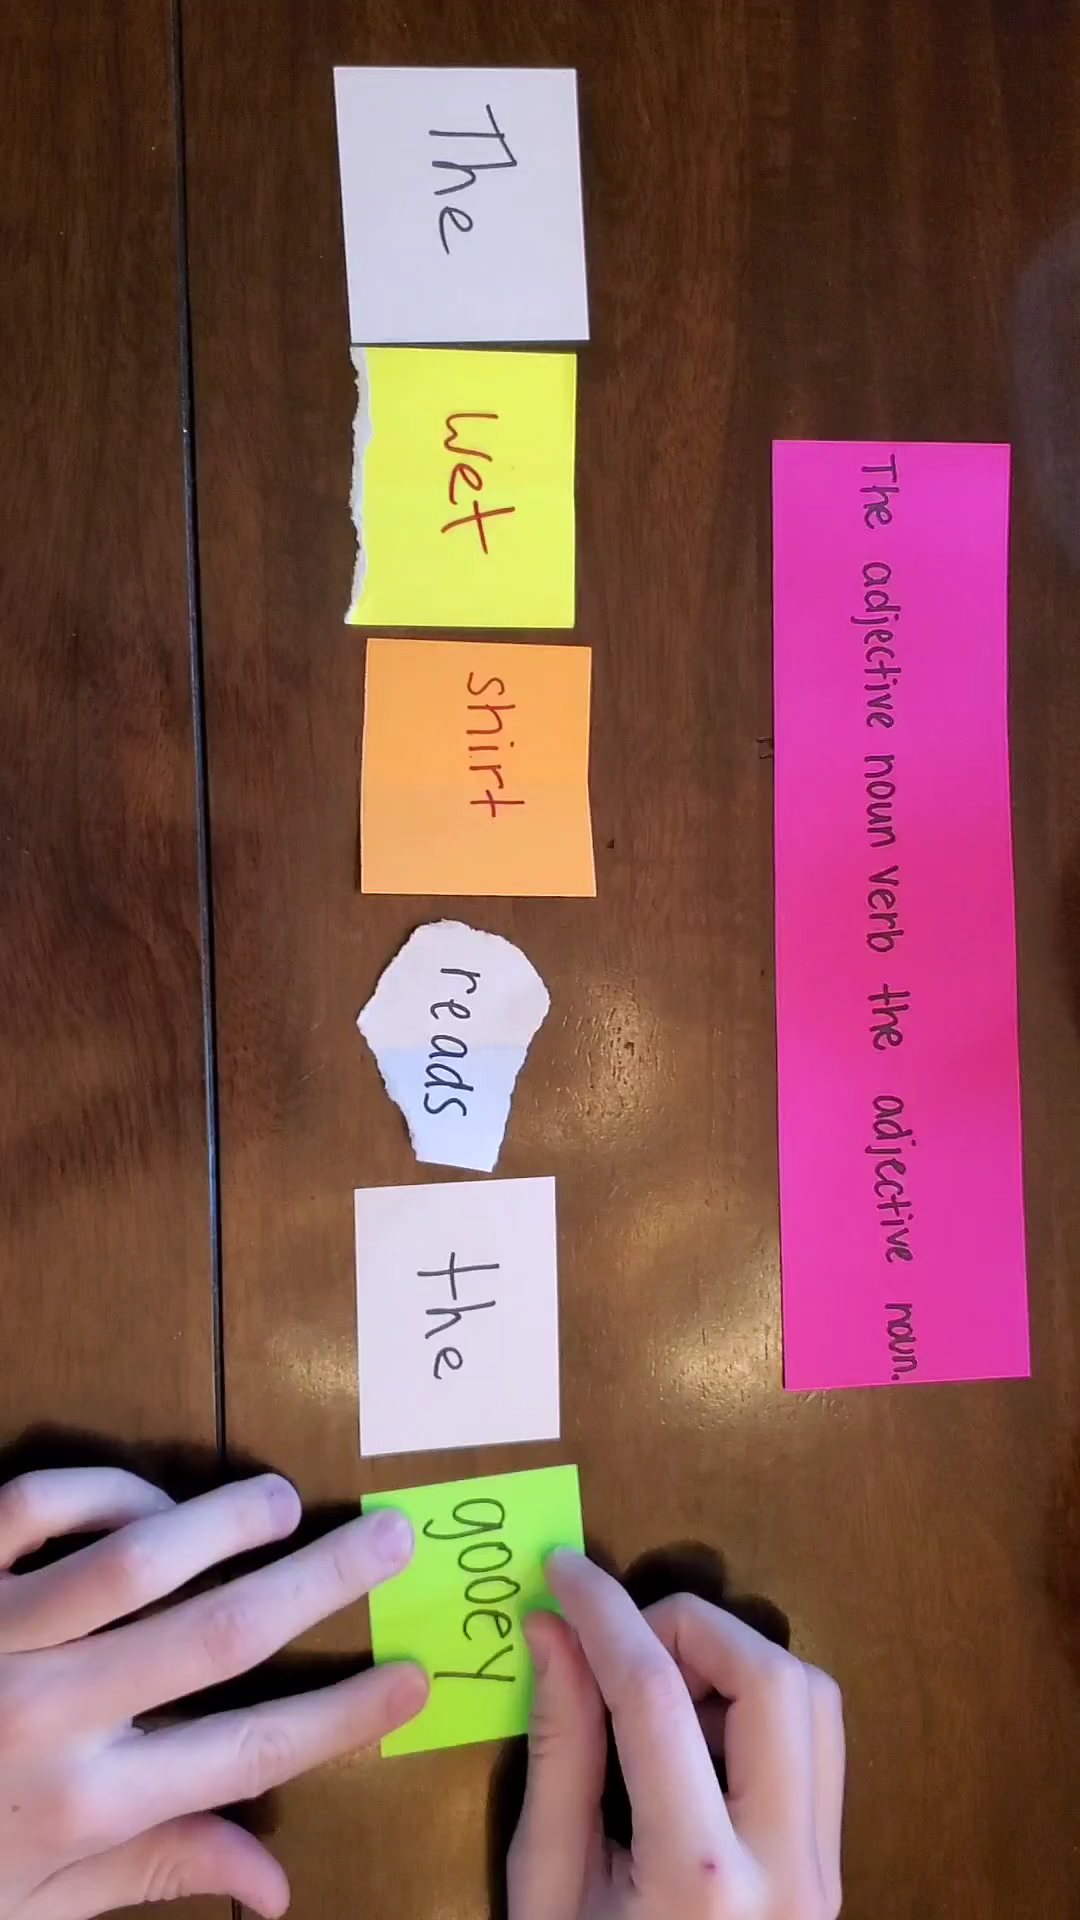 The adjective noun verb the adjective noun.
The wet shirt reads the gooey